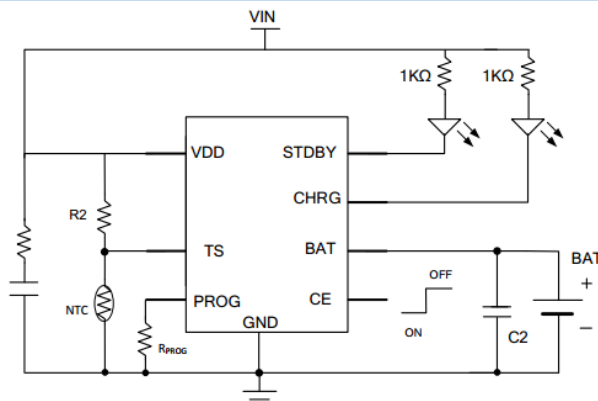 VIN
1KΩ
1KΩ
VDD
STDBY
CHRG
R2
TS
BAT
BAT
+
OFF
NTC
PROG
CE
GND
ON
RPROG
C2
−